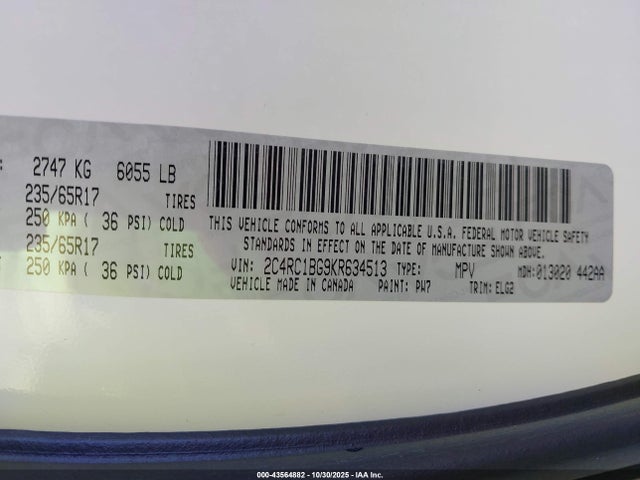 : 2747 KG 6055 LB
235/65R17 TIRES
250 KPA ( 36 PSI) COLD
235/65R17 TIRES
250 KPA ( 36 PSI) COLD
THIS VEHICLE CONFORMS TO ALL APPLICABLE U.S.A. FEDERAL MOTOR VEHICLE SAFETY
STANDARDS IN EFFECT ON THE DATE OF MANUFACTURE SHOWN ABOVE.
VIN: 2C4RC1BG9KR634513 TYPE: MPV MDH:013020 442AA
VEHICLE MADE IN CANADA PAINT: PW7 TRIM: ELG2
000-43564882 - 10/30/2025 - IAA Inc.